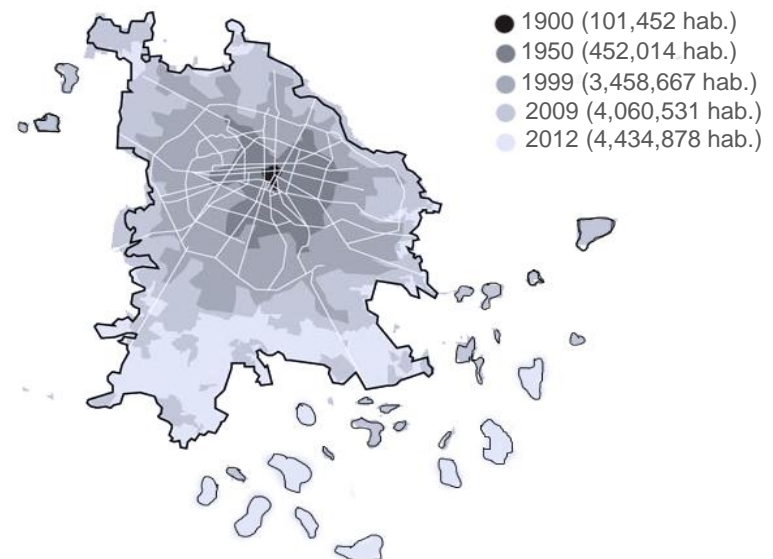 1900 (101,452 hab.)
1950 (452,014 hab.)
1999 (3,458,667 hab.)
2009 (4,060,531 hab.)
2012 (4,434,878 hab.)